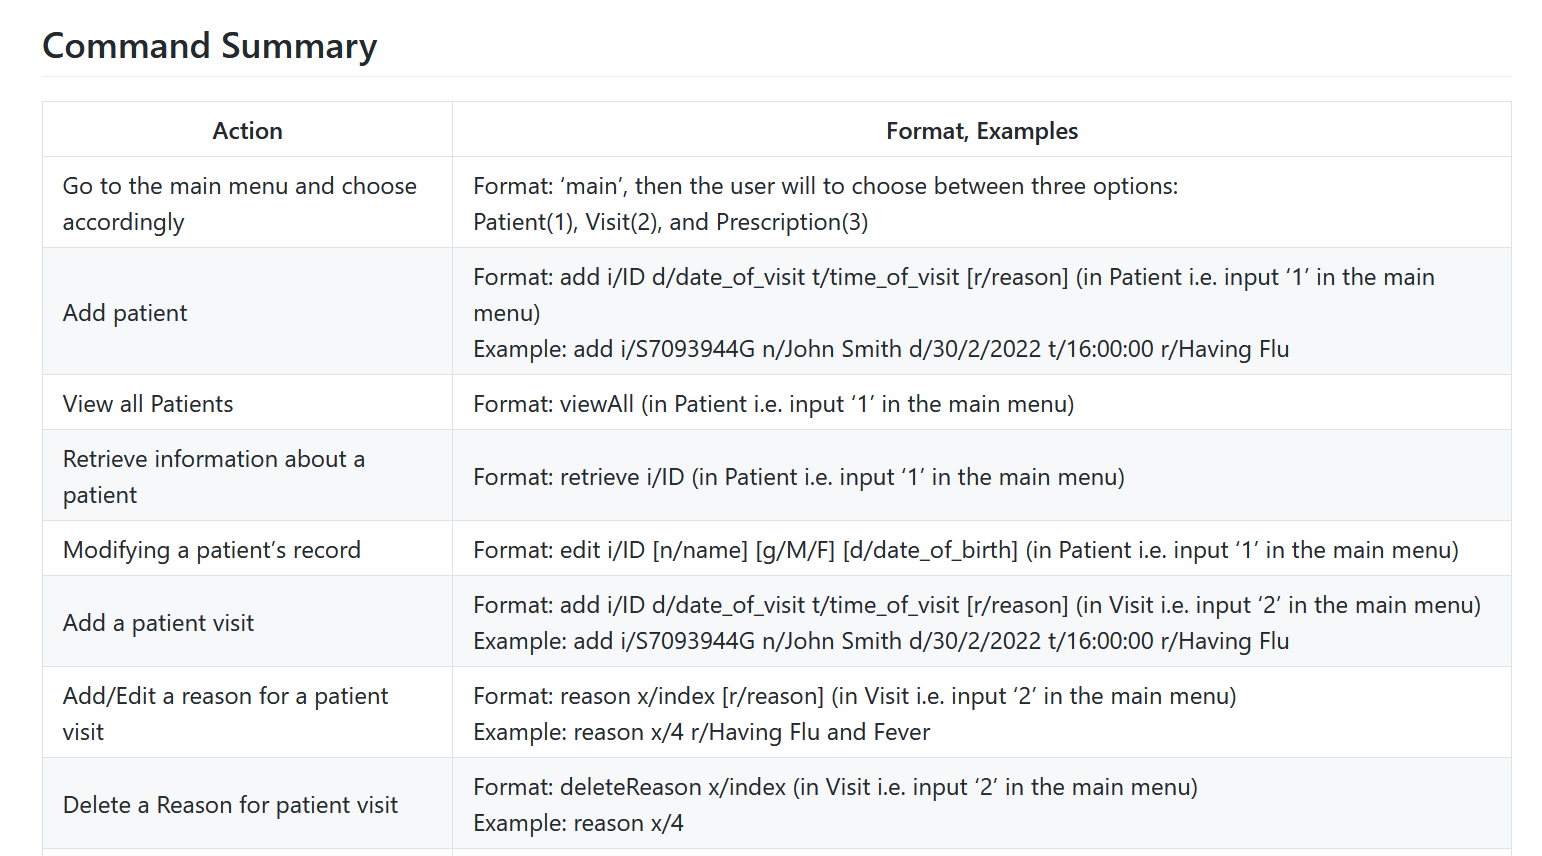 Command Summary
Action
Format, Examples
Go to the main menu and choose
accordingly
Format: ‘main’, then the user will to choose between three options:
Patient(1), Visit(2), and Prescription(3)
Add patient
Format: add i/ID d/date_of_visit t/time_of_visit [r/reason] (in Patient i.e. input ‘1’ in the main
menu)
Example: add i/S7093944G n/John Smith d/30/2/2022 t/16:00:00 r/Having Flu
View all Patients
Format: viewAll (in Patient i.e. input ‘1’ in the main menu)
Retrieve information about a
patient
Format: retrieve i/ID (in Patient i.e. input ‘1’ in the main menu)
Modifying a patient’s record
Format: edit i/ID [n/name] [g/M/F] [d/date_of_birth] (in Patient i.e. input ‘1’ in the main menu)
Add a patient visit
Format: add i/ID d/date_of_visit t/time_of_visit [r/reason] (in Visit i.e. input ‘2’ in the main menu)
Example: add i/S7093944G n/John Smith d/30/2/2022 t/16:00:00 r/Having Flu
Add/Edit a reason for a patient
visit
Format: reason x/index [r/reason] (in Visit i.e. input ‘2’ in the main menu)
Example: reason x/4 r/Having Flu and Fever
Delete a Reason for patient visit
Format: deleteReason x/index (in Visit i.e. input ‘2’ in the main menu)
Example: reason x/4